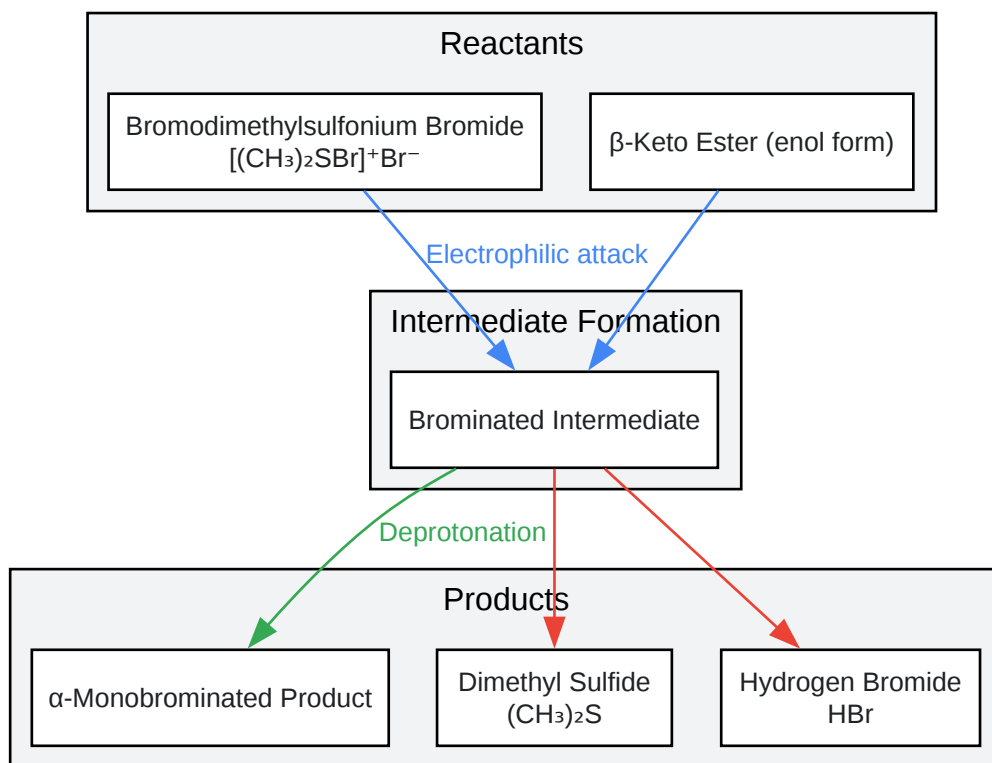 Reactants
Bromodimethylsulfonium Bromide
[(CH₃)₂SBr]⁺Br⁻
β-Keto Ester (enol form)
Electrophilic attack
Intermediate Formation
Brominated Intermediate
Deprotonation
Products
α-Monobrominated Product
Dimethyl Sulfide
(CH₃)₂S
Hydrogen Bromide
HBr